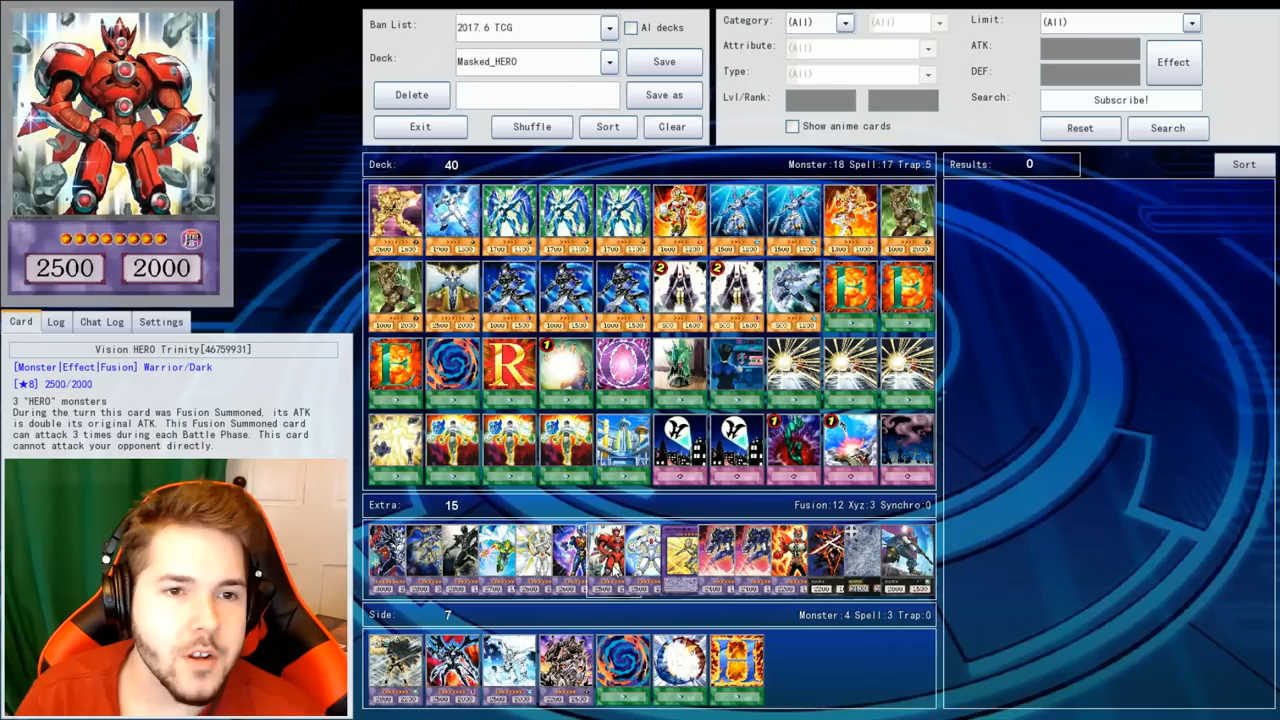 2500 2000
Card Log Chat Log Settings
Vision HERO Trinity[46759931]
[Monster|Effect|Fusion] Warrior/Dark
[★8] 2500/2000
3 "HERO" monsters
During the turn this card was Fusion Summoned, its ATK
is double its original ATK. This Fusion Summoned card
can attack 3 times during each Battle Phase. This card
cannot attack your opponent directly.
Ban List: 2017.6 TCG AI decks
Deck: Masked_HERO Save
Delete Save as
Exit Shuffle Sort Clear
Category: (All) (All) Limit: (All)
Attribute: (All) ATK:
Type: (All) DEF: Effect
Lvl/Rank: Search: Subscribe!
Show anime cards Reset Search
Deck: 40 Monster:18 Spell:17 Trap:5
Results: 0 Sort
E E
E R 1 O
1 1
2 2
Extra: 15 Fusion:12 Xyz:3 Synchro:0
Side: 7 Monster:4 Spell:3 Trap:0
H